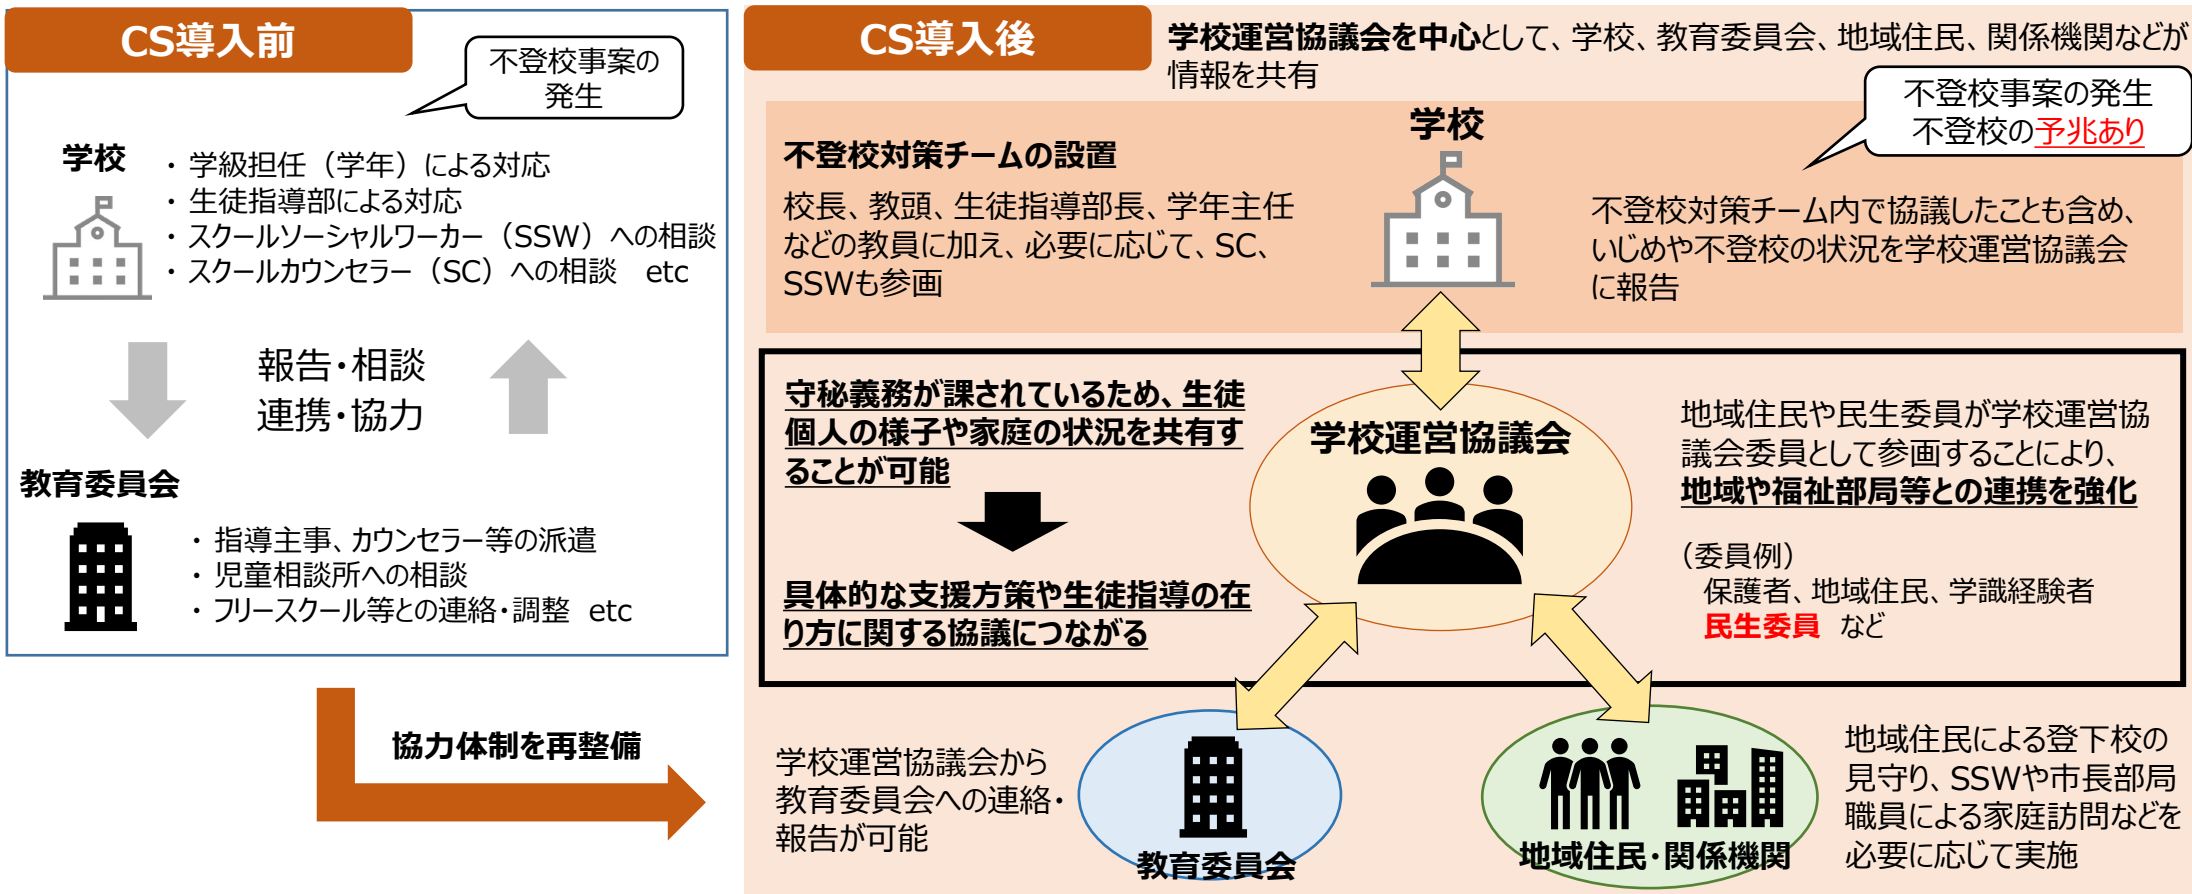 CS導入前
不登校事案の
発生
学校
・ 学級担任（学年）による対応
・ 生徒指導部による対応
・ スクールソーシャルワーカー（SSW）への相談
・ スクールカウンセラー（SC）への相談　etc
報告・相談
連携・協力
教育委員会
・ 指導主事、カウンセラー等の派遣
・ 児童相談所への相談
・ フリースクール等との連絡・調整　etc
協力体制を再整備
CS導入後
学校運営協議会を中心として、学校、教育委員会、地域住民、関係機関などが
情報を共有
不登校事案の発生
不登校の予兆あり
学校
不登校対策チームの設置
校長、教頭、生徒指導部長、学年主任
などの教員に加え、必要に応じて、SC、
SSWも参画
不登校対策チーム内で協議したことも含め、
いじめや不登校の状況を学校運営協議会
に報告
守秘義務が課されているため、生徒
個人の様子や家庭の状況を共有す
ることが可能
具体的な支援方策や生徒指導の在
り方に関する協議につながる
学校運営協議会
地域住民や民生委員が学校運営協
議会委員として参画することにより、
地域や福祉部局等との連携を強化
（委員例）
保護者、地域住民、学識経験者
民生委員　など
学校運営協議会から
教育委員会への連絡・
報告が可能
教育委員会
地域住民・関係機関
地域住民による登下校の
見守り、SSWや市長部局
職員による家庭訪問などを
必要に応じて実施